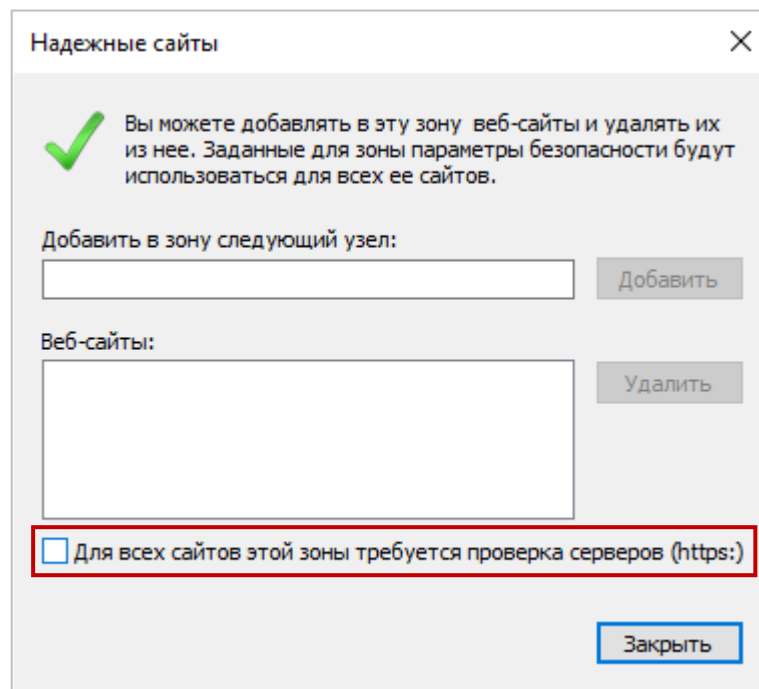 Надежные сайты
Вы можете добавлять в эту зону веб-сайты и удалять их
из нее. Заданные для зоны параметры безопасности будут
использоваться для всех ее сайтов.
Добавить в зону следующий узел:
Добавить
Веб-сайты:
Удалить
Для всех сайтов этой зоны требуется проверка серверов (https:)
Закрыть